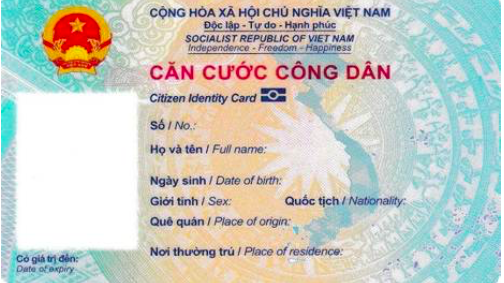 CỘNG HÒA XÃ HỘI CHỦ NGHĨA VIỆT NAM
Độc lập - Tự do - Hạnh phúc
SOCIALIST REPUBLIC OF VIET NAM
Independence - Freedom - Happiness
CĂN CƯỚC CÔNG DÂN
Citizen Identity Card
Số / No.:
Họ và tên / Full name:
Ngày sinh / Date of birth:
Giới tính / Sex: Quốc tịch / Nationality:
Quê quán / Place of origin:
Nơi thường trú / Place of residence:
Có giá trị đến:
Date of expiry